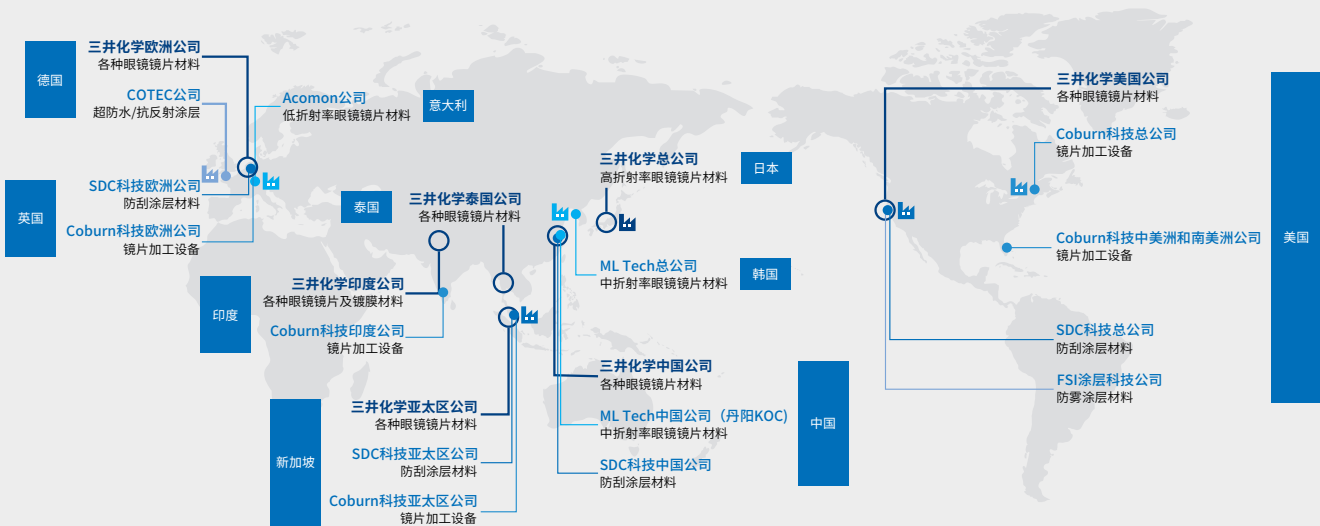 德国
三井化学欧洲公司
各种眼镜镜片材料
COTEC公司
超防水/抗反射涂层
Acomon公司
低折射率眼镜镜片材料
意大利
英国
SDC科技欧洲公司
防刮涂层材料
Coburn科技欧洲公司
镜片加工设备
泰国
三井化学泰国公司
各种眼镜镜片材料
印度
三井化学印度公司
各种眼镜镜片及镀膜材料
Coburn科技印度公司
镜片加工设备
新加坡
三井化学亚太区公司
各种眼镜镜片材料
SDC科技亚太区公司
防刮涂层材料
Coburn科技亚太区公司
镜片加工设备
三井化学总公司
高折射率眼镜镜片材料
日本
ML Tech总公司
中折射率眼镜镜片材料
韩国
三井化学中国公司
各种眼镜镜片材料
ML Tech中国公司（丹阳KOC)
中折射率眼镜镜片材料
SDC科技中国公司
防刮涂层材料
中国
三井化学美国公司
各种眼镜镜片材料
Coburn科技总公司
镜片加工设备
Coburn科技中美洲和南美洲公司
镜片加工设备
SDC科技总公司
防刮涂层材料
FSI涂层科技公司
防雾涂层材料
美国